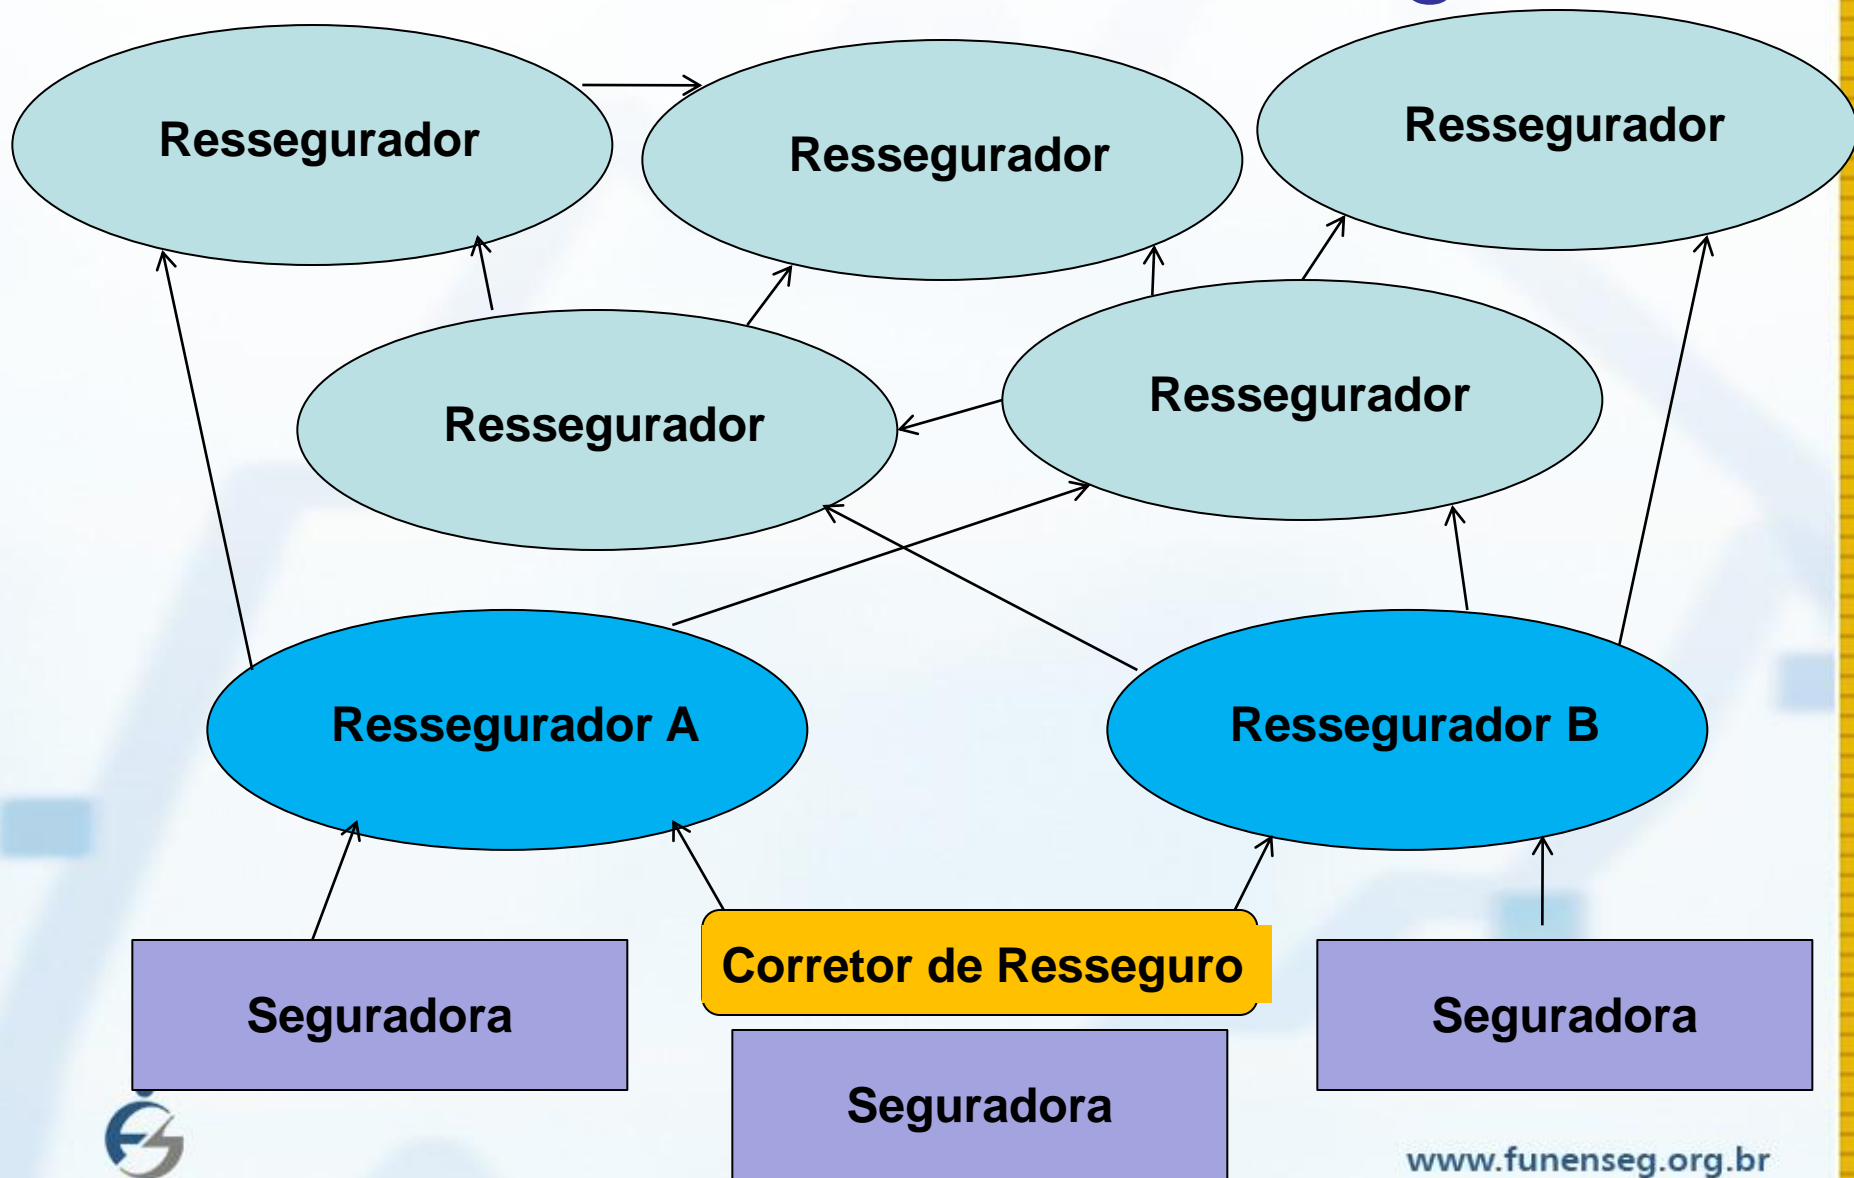 Ressegurador
Ressegurador
Ressegurador
Ressegurador
Ressegurador
Ressegurador A
Ressegurador B
Corretor de Resseguro
Seguradora
Seguradora
Seguradora
www.funenseg.org.br